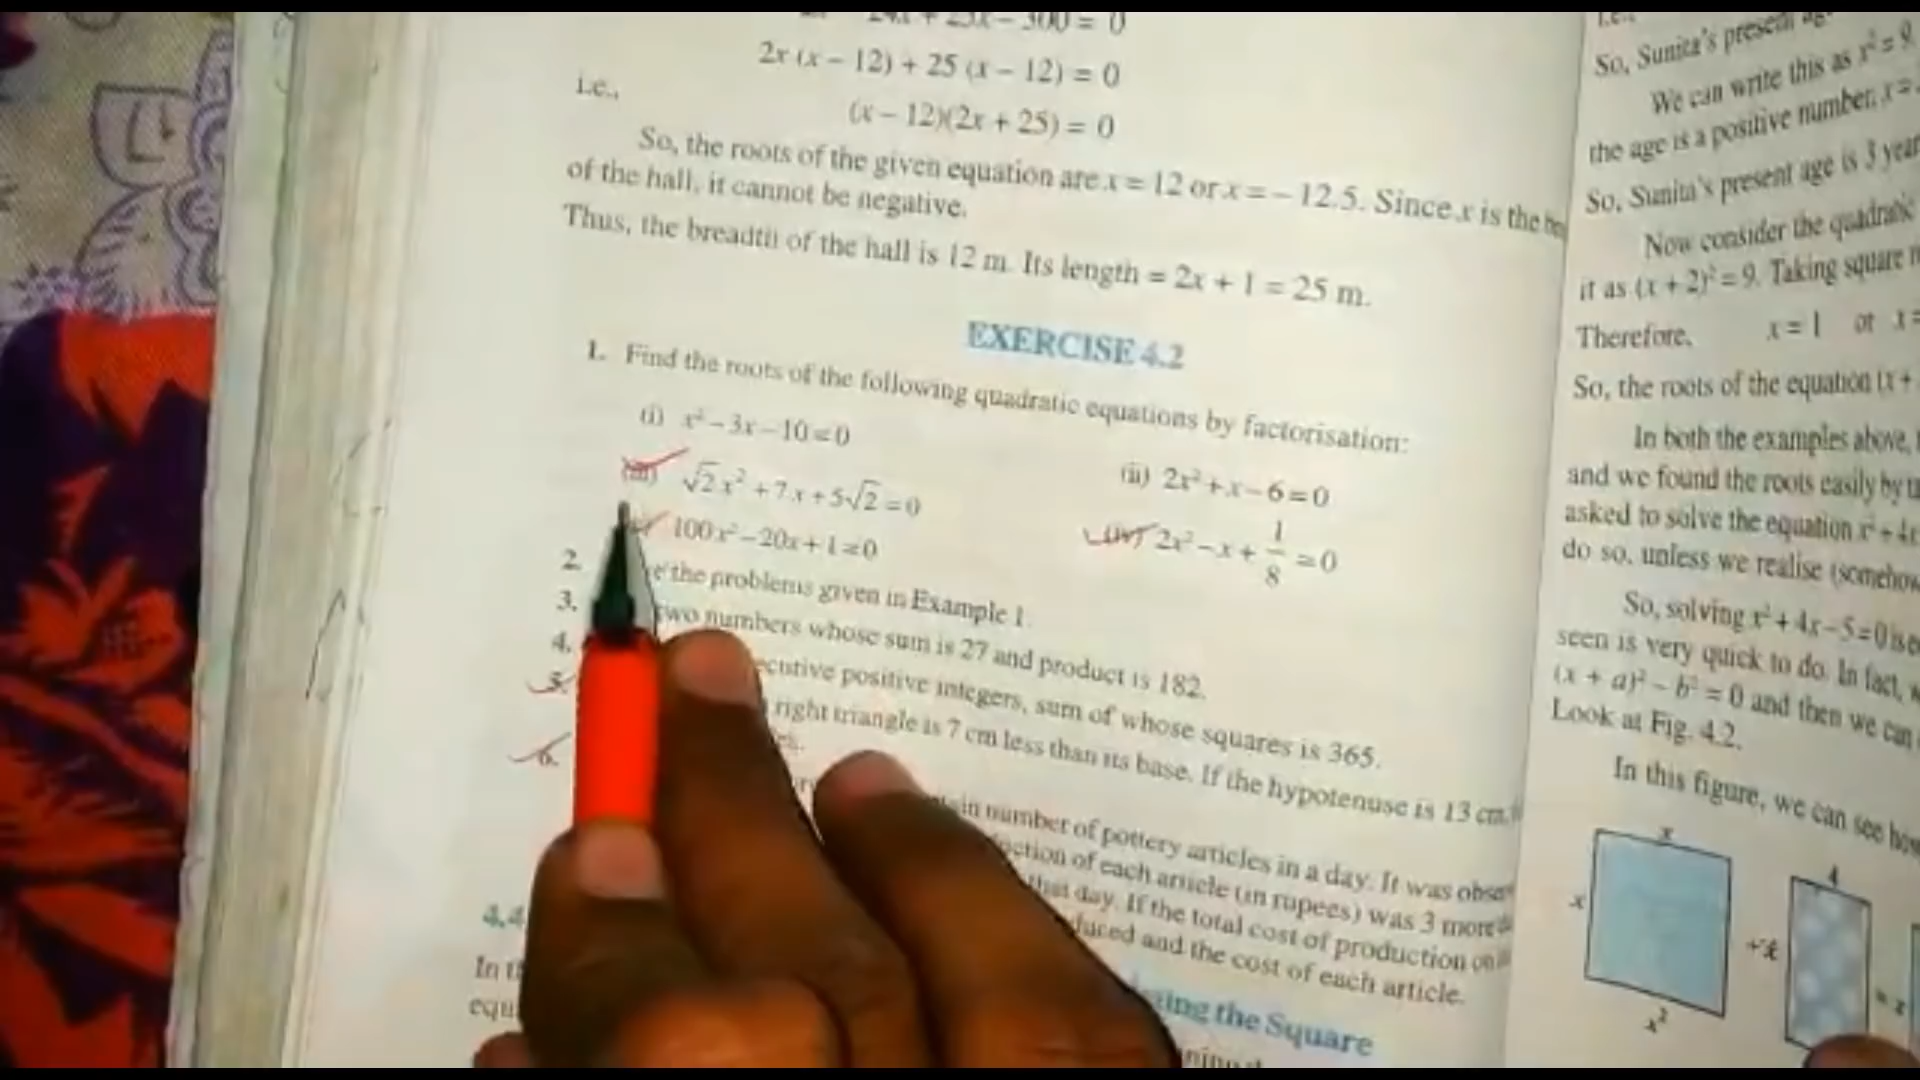 2x (x – 12) + 25 (x – 12) = 0
i.e.,
(x – 12)(2x + 25) = 0
So, the roots of the given equation are x = 12 or x = – 12.5. Since x is the
of the hall, it cannot be negative.
Thus, the breadth of the hall is 12 m. Its length = 2x + 1 = 25 m.
EXERCISE 4.2
1. Find the roots of the following quadratic equations by factorisation:
(i) x² – 3x – 10 = 0
(ii) 2x² + x – 6 = 0
(iii) √2 x² + 7x + 5√2 = 0
(iv) 2x² – x + 1/8 = 0
100x² – 20x + 1 = 0
2. the problems given in Example 1.
3. two numbers whose sum is 27 and product is 182.
4. positive integers, sum of whose squares is 365.
5. right triangle is 7 cm less than its base. If the hypotenuse is 13 cm,
6.
number of pottery articles in a day. It was
of each article (in rupees) was 3 more
that day. If the total cost of production on
and the cost of each article.
4.4
the Square
So, Sunita's present
We can write this as x² = 9.
the age is a positive number, x =
So, Sunita's present age is 3
Now consider the quadratic
it as (x + 2)² = 9. Taking square
Therefore, x = 1 or x =
So, the roots of the equation (x +
In both the examples above,
and we found the roots easily by
asked to solve the equation x² + 4x
do so, unless we realise (somehow
So, solving x² + 4x – 5 = 0 is
seen is very quick to do. In fact,
(x + a)² – b² = 0 and then we can
Look at Fig. 4.2.
In this figure, we can see how
x
4
x
x²